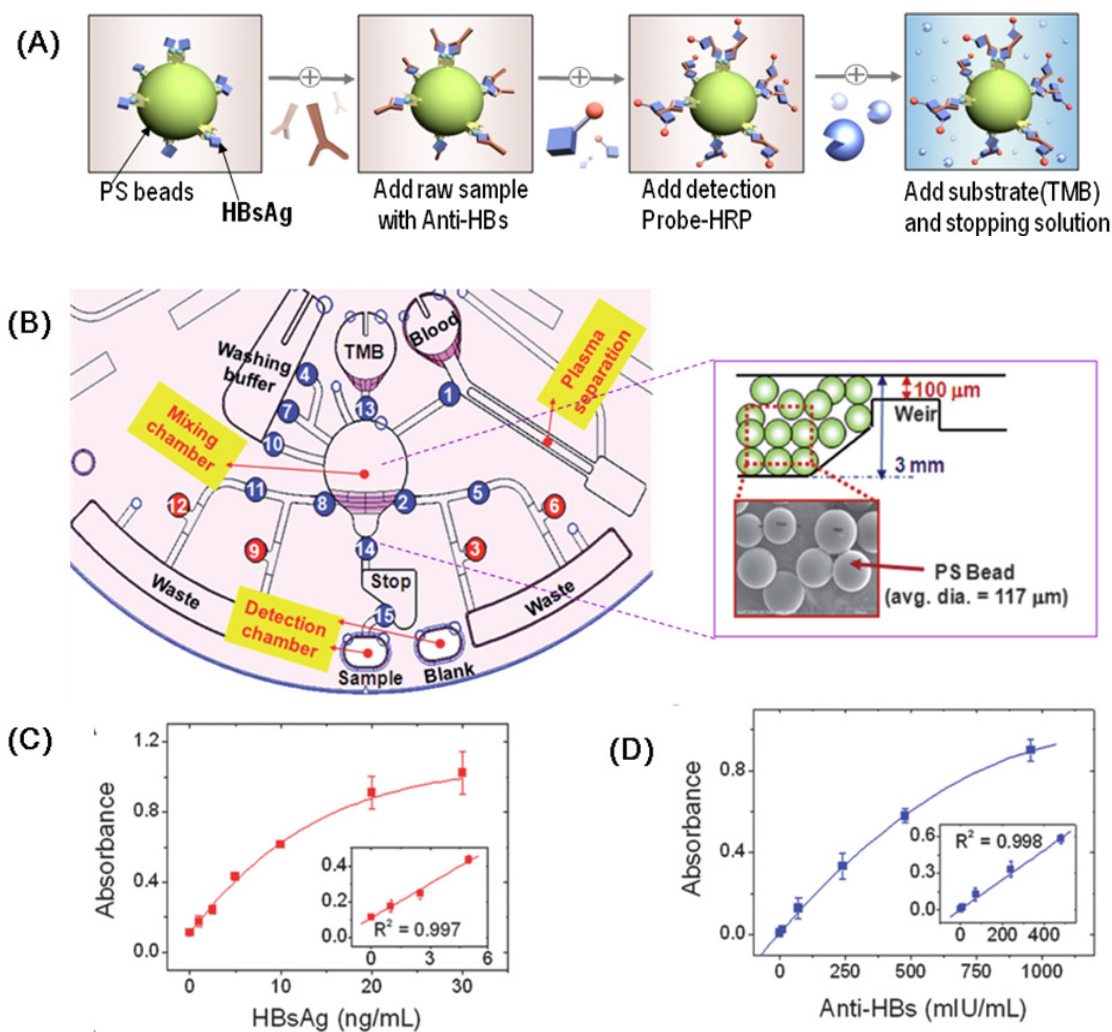 (A)
PS beads
HBsAg
Add raw sample
with Anti-HBs
Add detection
Probe-HRP
Add substrate(TMB)
and stopping solution
(B)
Washing
buffer
TMB
Blood
Plasma
separation
Mixing
chamber
4
7
10
13
1
12
11
8
2
5
6
9
14
3
Waste
Stop
Waste
15
Detection
chamber
Sample
Blank
100 μm
Weir
3 mm
PS Bead
(avg. dia. = 117 μm)
(C)
Absorbance
1.2
0.8
0.4
0.0
0
10
20
30
HBsAg (ng/mL)
0.4
0.2
0.0
0
3
6
R² = 0.997
(D)
Absorbance
0.8
0.4
0.0
0
250
500
750
1000
Anti-HBs (mIU/mL)
0.6
0.3
0.0
0
240
480
R² = 0.998